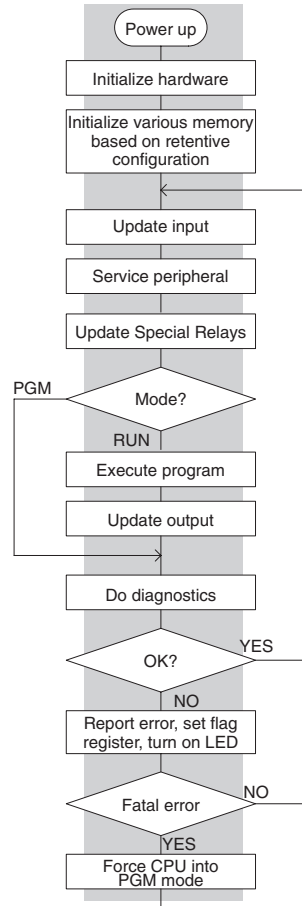 Power up
Initialize hardware
Initialize various memory
based on retentive
configuration
Update input
Service peripheral
Update Special Relays
PGM
Mode?
RUN
Execute program
Update output
Do diagnostics
YES
OK?
NO
Report error, set flag
register, turn on LED
NO
Fatal error
YES
Force CPU into
PGM mode